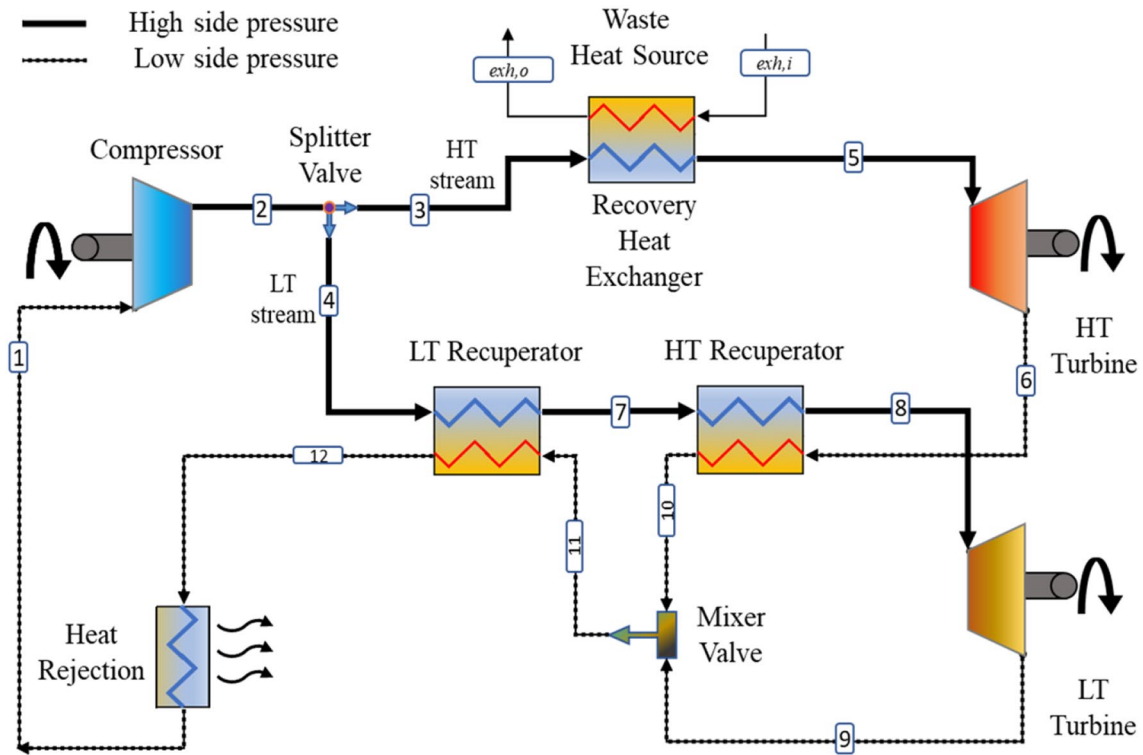 High side pressure
Low side pressure
Waste
Heat Source
exh,o
exh,i
Compressor
Splitter
Valve
HT
stream
2
3
5
Recovery
Heat
Exchanger
LT
stream
4
1
HT
Turbine
6
LT Recuperator
HT Recuperator
7
8
12
10
11
Heat
Rejection
Mixer
Valve
LT
Turbine
9